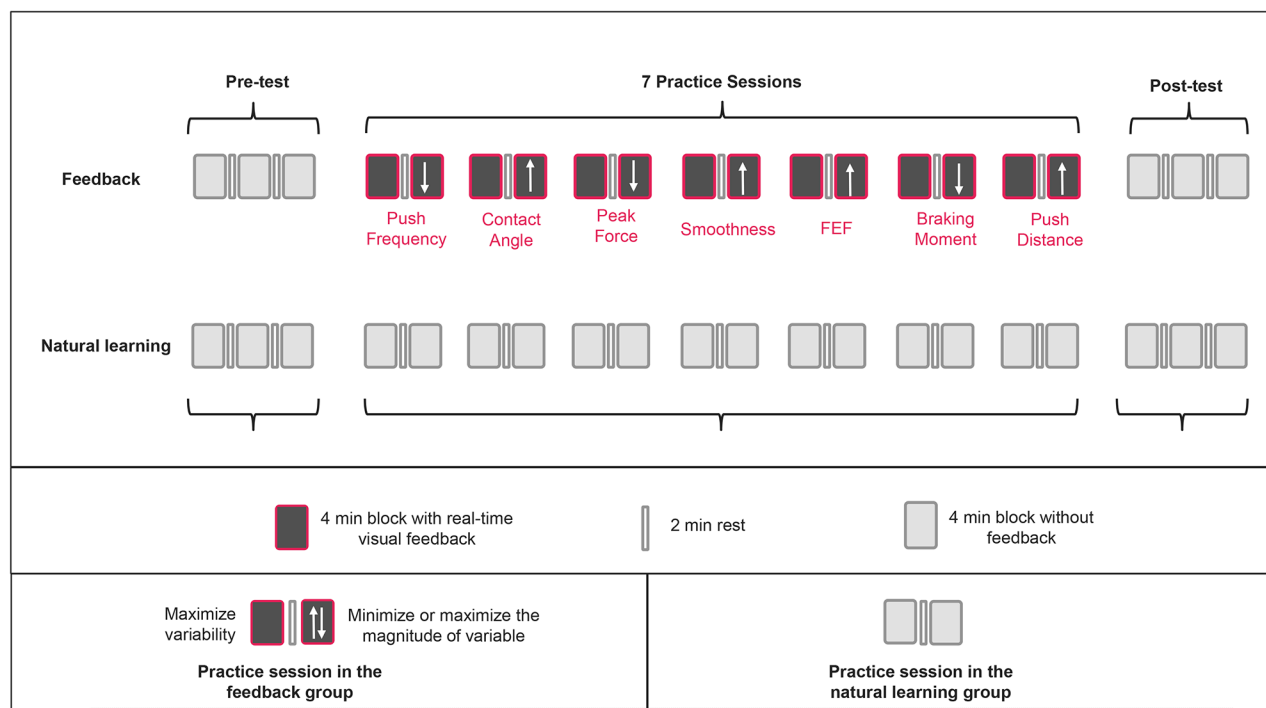 Pre-test
7 Practice Sessions
Post-test
Feedback
Push
Frequency
Contact
Angle
Peak
Force
Smoothness
FEF
Braking
Moment
Push
Distance
Natural learning
4 min block with real-time
visual feedback
2 min rest
4 min block without
feedback
Maximize
variability
Minimize or maximize the
magnitude of variable
Practice session in the
feedback group
Practice session in the
natural learning group